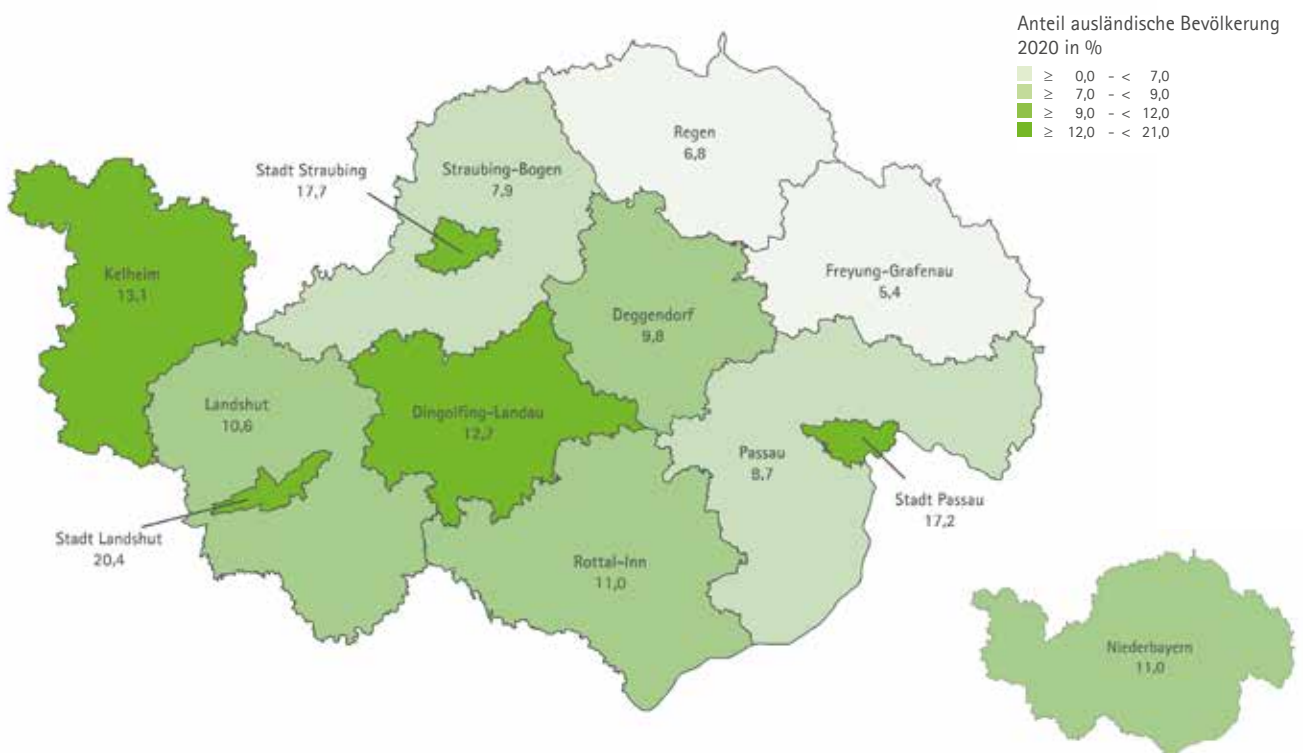 Anteil ausländische Bevölkerung
2020 in %
≥ 0,0 - < 7,0
≥ 7,0 - < 9,0
≥ 9,0 - < 12,0
≥ 12,0 - < 21,0
Regen
6,8
Stadt Straubing
17,7
Straubing-Bogen
7,9
Kelheim
13,1
Freyung-Grafenau
6,4
Deggendorf
9,8
Landshut
10,6
Dingolfing-Landau
12,7
Passau
8,7
Stadt Passau
17,2
Stadt Landshut
20,4
Rottal-Inn
11,0
Niederbayern
11,0